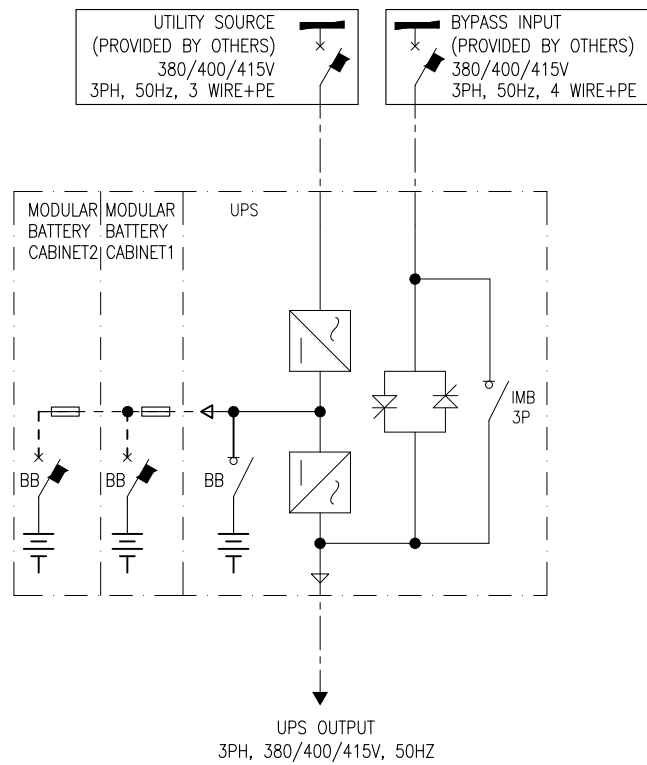 UTILITY SOURCE
(PROVIDED BY OTHERS)
380/400/415V
3PH, 50Hz, 3 WIRE+PE
BYPASS INPUT
(PROVIDED BY OTHERS)
380/400/415V
3PH, 50Hz, 4 WIRE+PE
MODULAR
BATTERY
CABINET2
MODULAR
BATTERY
CABINET1
UPS
IMB
3P
BB
BB
BB
UPS OUTPUT
3PH, 380/400/415V, 50HZ